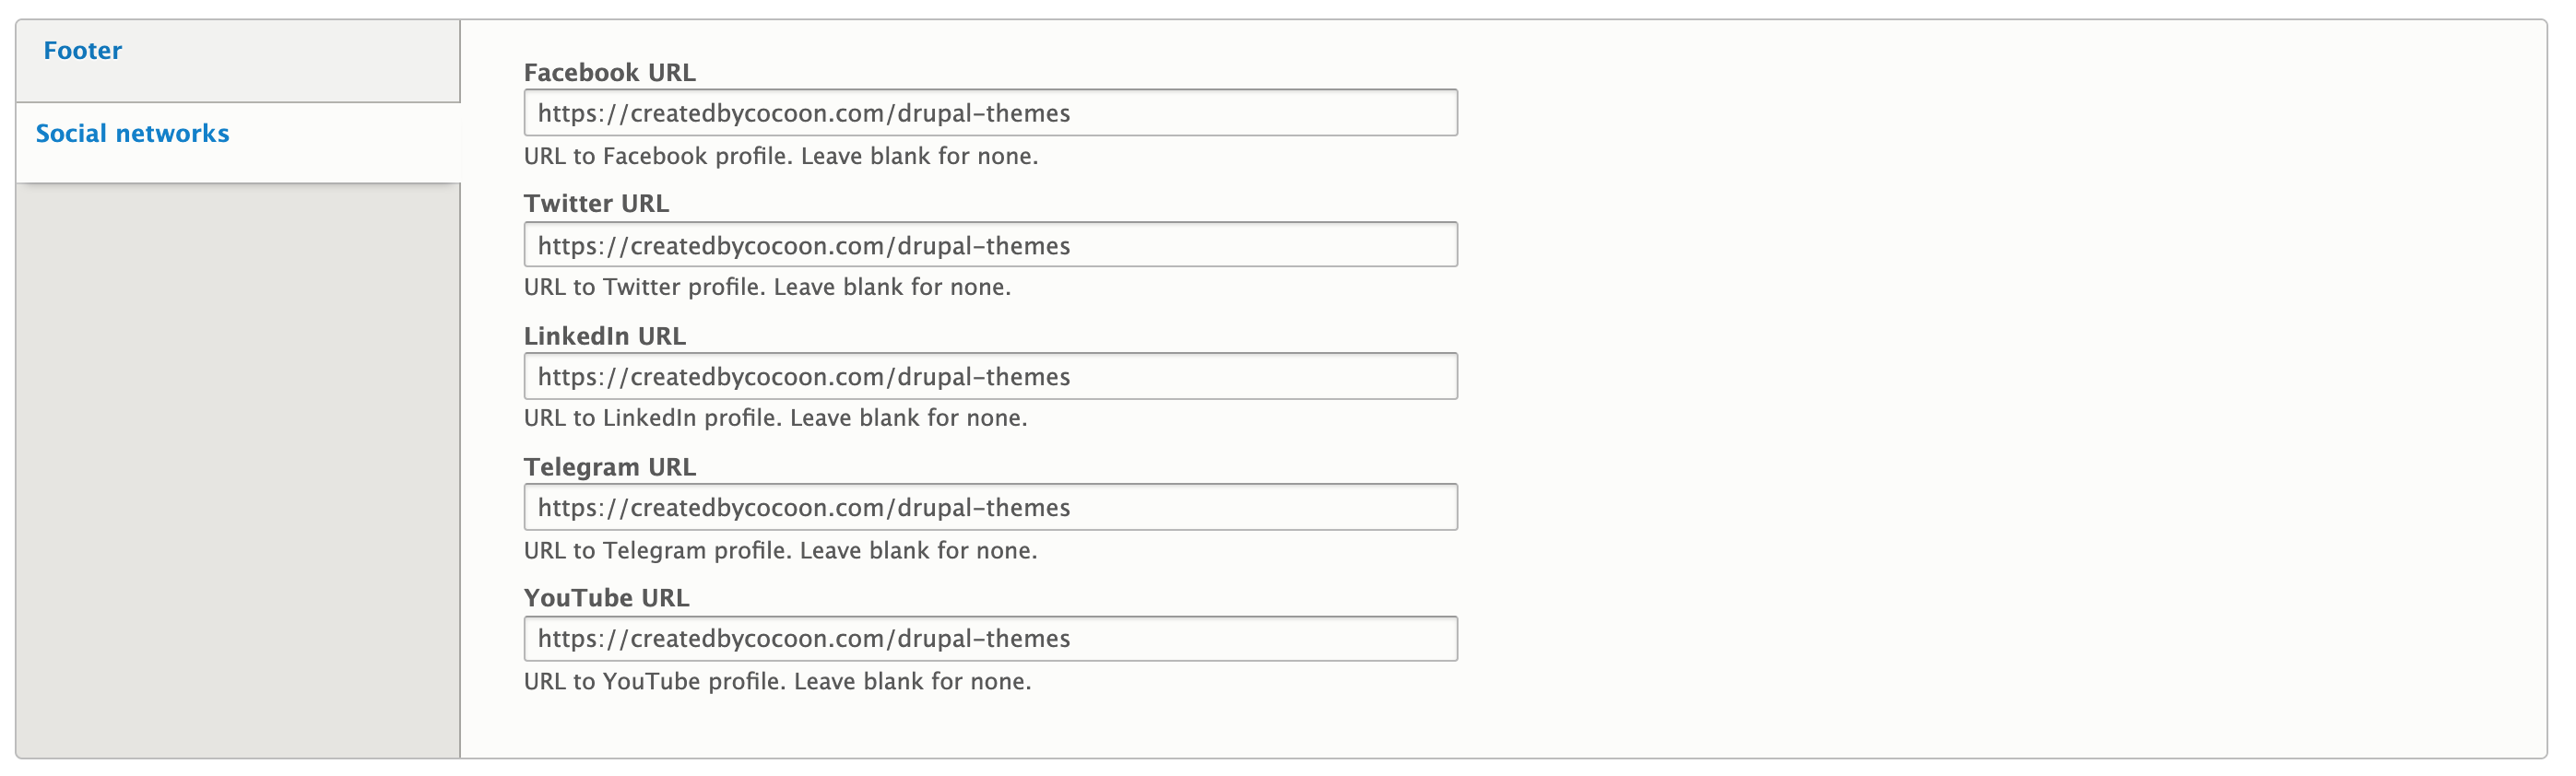 Footer
Social networks
Facebook URL
https://createdbycocoon.com/drupal-themes
URL to Facebook profile. Leave blank for none.
Twitter URL
https://createdbycocoon.com/drupal-themes
URL to Twitter profile. Leave blank for none.
LinkedIn URL
https://createdbycocoon.com/drupal-themes
URL to LinkedIn profile. Leave blank for none.
Telegram URL
https://createdbycocoon.com/drupal-themes
URL to Telegram profile. Leave blank for none.
YouTube URL
https://createdbycocoon.com/drupal-themes
URL to YouTube profile. Leave blank for none.